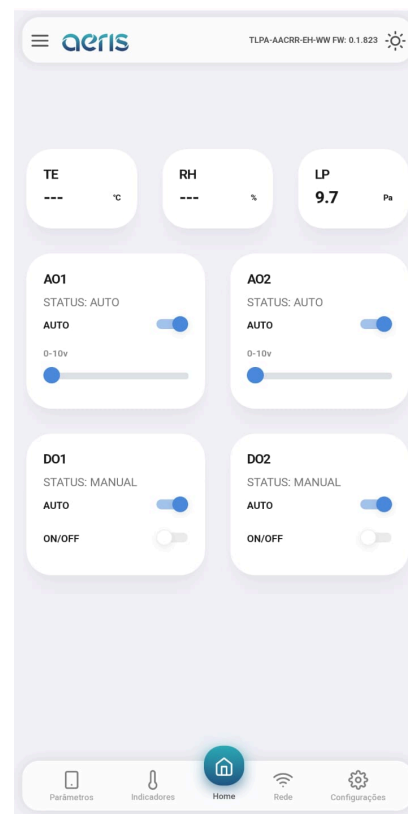 aeris TLPA-AACRR-EH-WW FW: 0.1.823
TE RH LP
--- °C --- % 9.7 Pa
AO1 AO2
STATUS: AUTO STATUS: AUTO
AUTO AUTO
0-10v 0-10v
DO1 DO2
STATUS: MANUAL STATUS: MANUAL
AUTO AUTO
ON/OFF ON/OFF
Parâmetros Indicadores Home Rede Configurações